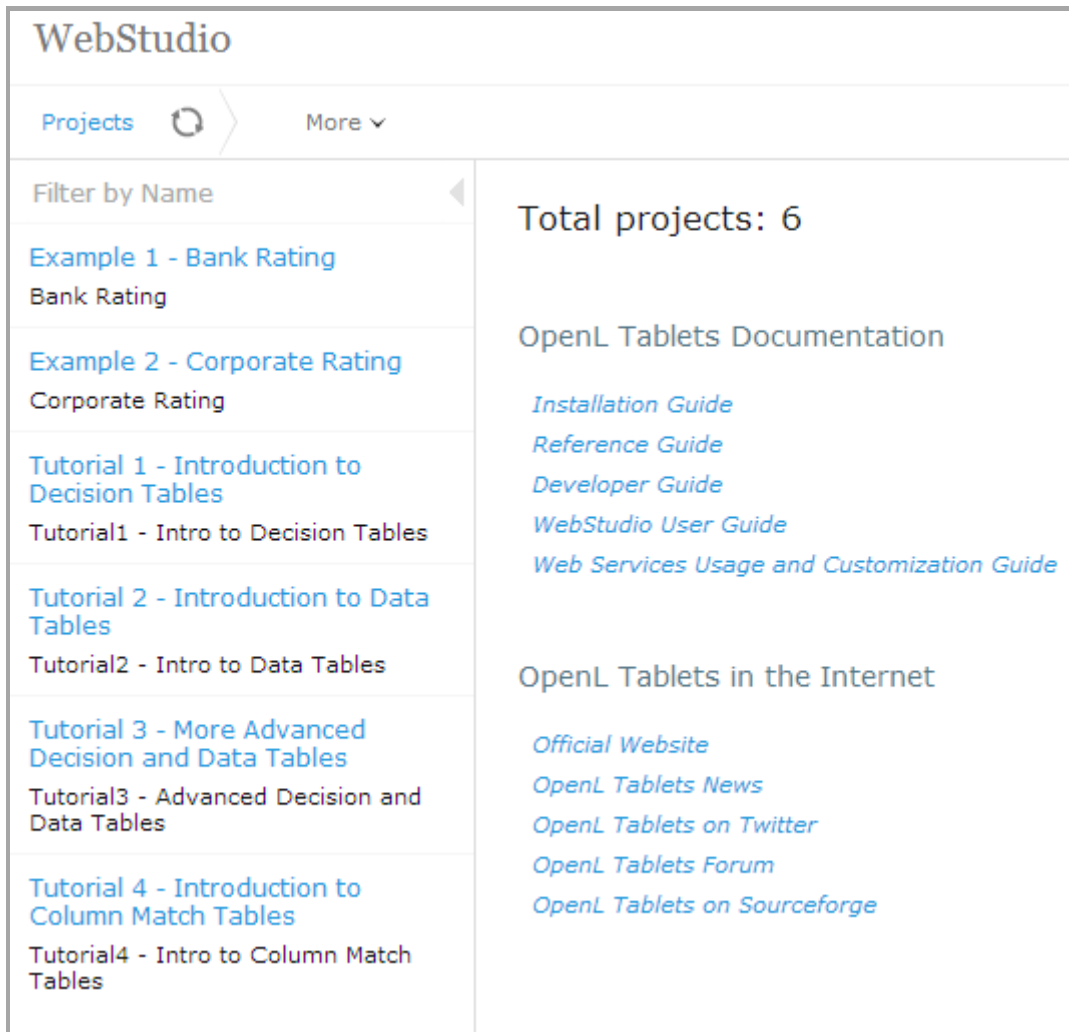 WebStudio
Projects
More
Filter by Name
Example 1 - Bank Rating
Bank Rating
Example 2 - Corporate Rating
Corporate Rating
Tutorial 1 - Introduction to
Decision Tables
Tutorial1 - Intro to Decision Tables
Tutorial 2 - Introduction to Data
Tables
Tutorial2 - Intro to Data Tables
Tutorial 3 - More Advanced
Decision and Data Tables
Tutorial3 - Advanced Decision and
Data Tables
Tutorial 4 - Introduction to
Column Match Tables
Tutorial4 - Intro to Column Match
Tables
Total projects: 6
OpenL Tablets Documentation
Installation Guide
Reference Guide
Developer Guide
WebStudio User Guide
Web Services Usage and Customization Guide
OpenL Tablets in the Internet
Official Website
OpenL Tablets News
OpenL Tablets on Twitter
OpenL Tablets Forum
OpenL Tablets on Sourceforge